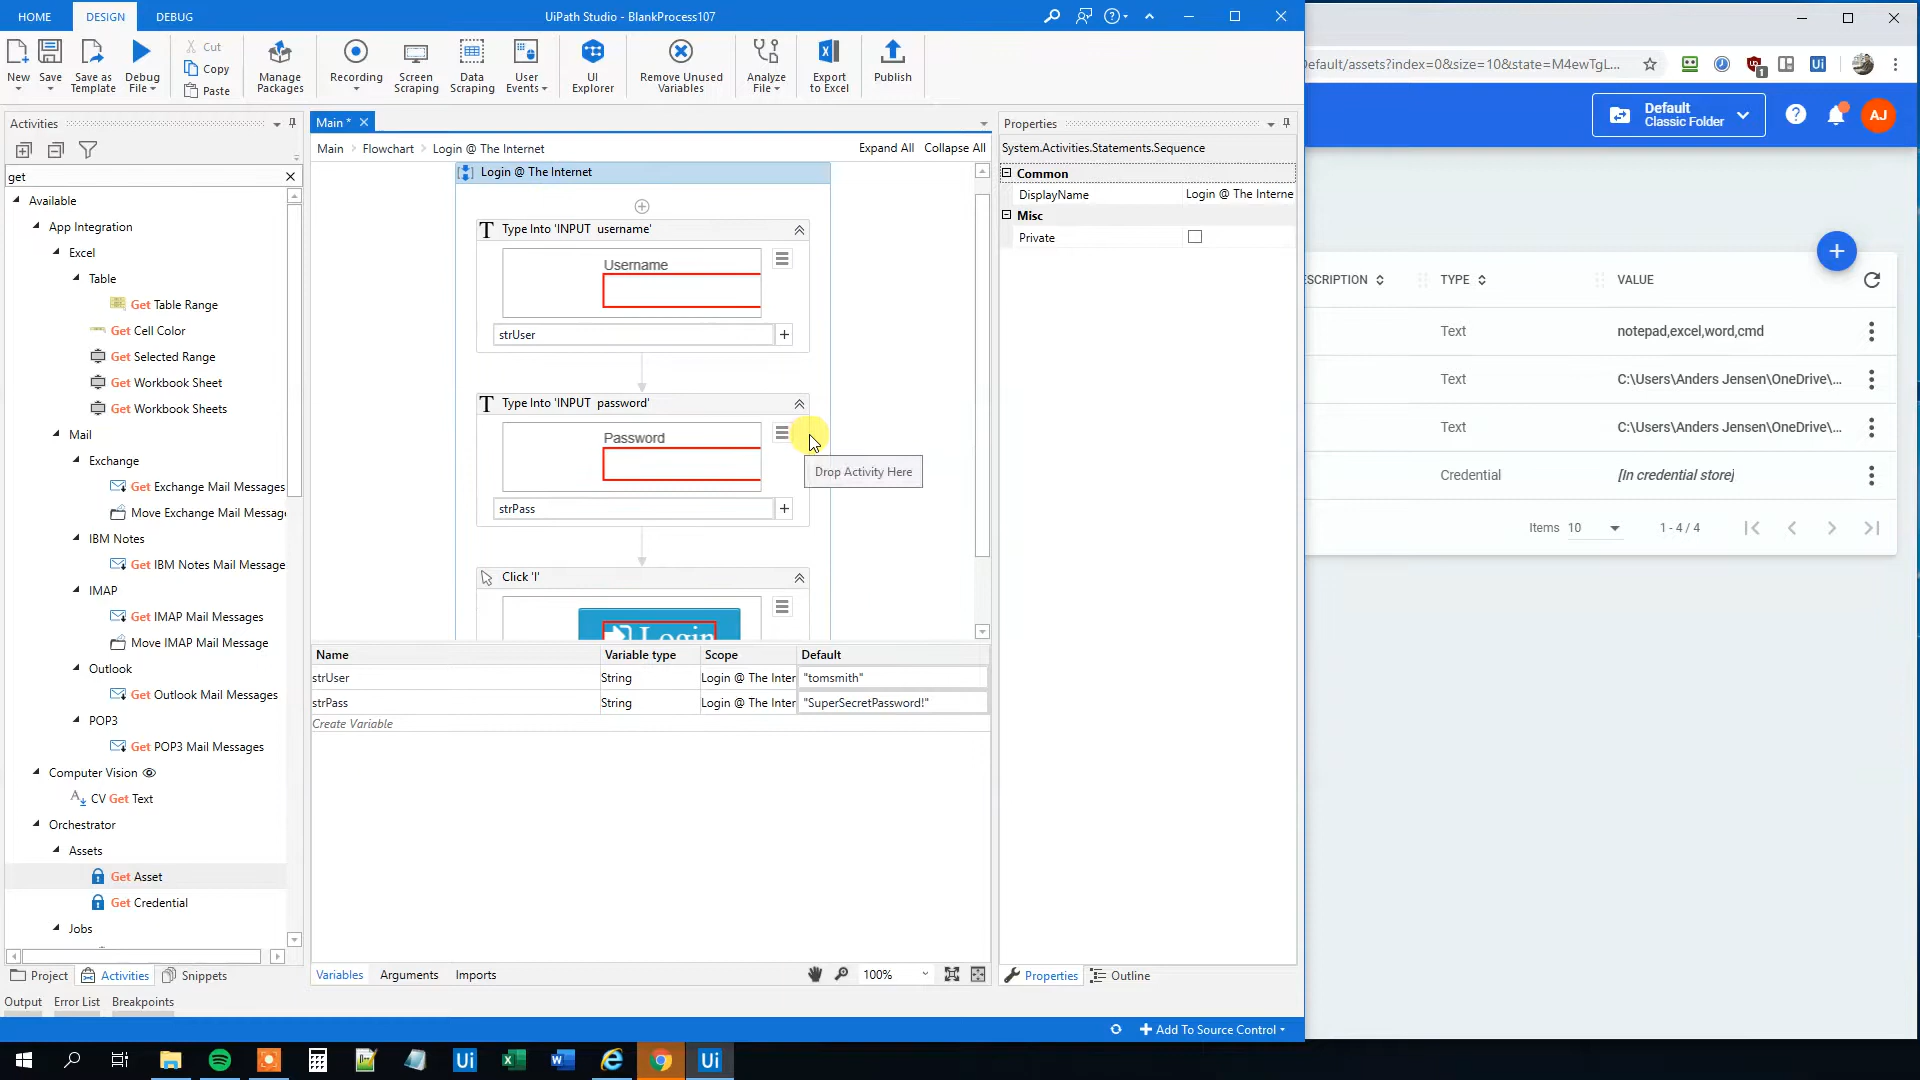 HOME
DESIGN
DEBUG
UiPath Studio - BlankProcess107
New
Save
Save as Template
Debug File
Cut
Copy
Paste
Manage Packages
Recording
Screen Scraping
Data Scraping
User Events
UI Explorer
Remove Unused Variables
Analyze File
Export to Excel
Publish
Default/assets?index=0&size=10&state=M4ewTgL...
Default
Classic Folder
AJ
Activities
get
Available
App Integration
Excel
Table
Get Table Range
Get Cell Color
Get Selected Range
Get Workbook Sheet
Get Workbook Sheets
Mail
Exchange
Get Exchange Mail Messages
Move Exchange Mail Message
IBM Notes
Get IBM Notes Mail Message
IMAP
Get IMAP Mail Messages
Move IMAP Mail Message
Outlook
Get Outlook Mail Messages
POP3
Get POP3 Mail Messages
Computer Vision
CV Get Text
Orchestrator
Assets
Get Asset
Get Credential
Jobs
Project
Activities
Snippets
Main *
Main
Flowchart
Login @ The Internet
Expand All
Collapse All
Login @ The Internet
Type Into 'INPUT username'
Username
strUser
Type Into 'INPUT password'
Password
strPass
Drop Activity Here
Click 'I'
Login
Name
Variable type
Scope
Default
strUser
String
Login @ The Inter
"tomsmith"
strPass
String
Login @ The Inter
"SuperSecretPassword!"
Create Variable
Variables
Arguments
Imports
100%
Properties
System.Activities.Statements.Sequence
Common
DisplayName
Login @ The Interne
Misc
Private
Properties
Outline
ESCRIPTION
TYPE
VALUE
Text
notepad,excel,word,cmd
Text
C:\Users\Anders Jensen\OneDrive\...
Text
C:\Users\Anders Jensen\OneDrive\...
Credential
[In credential store]
Items
10
1 - 4 / 4
Output
Error List
Breakpoints
Add To Source Control